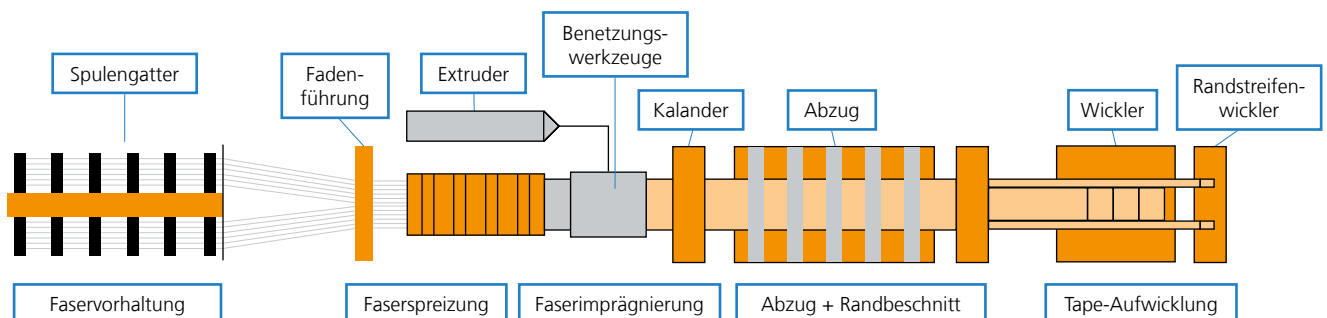 Spulengatter
Faden-
führung
Extruder
Benetzungs-
werkzeuge
Kalander
Abzug
Wickler
Randstreifen-
wickler
Faservorhaltung
Faserspreizung
Faserimprägnierung
Abzug + Randbeschnitt
Tape-Aufwicklung